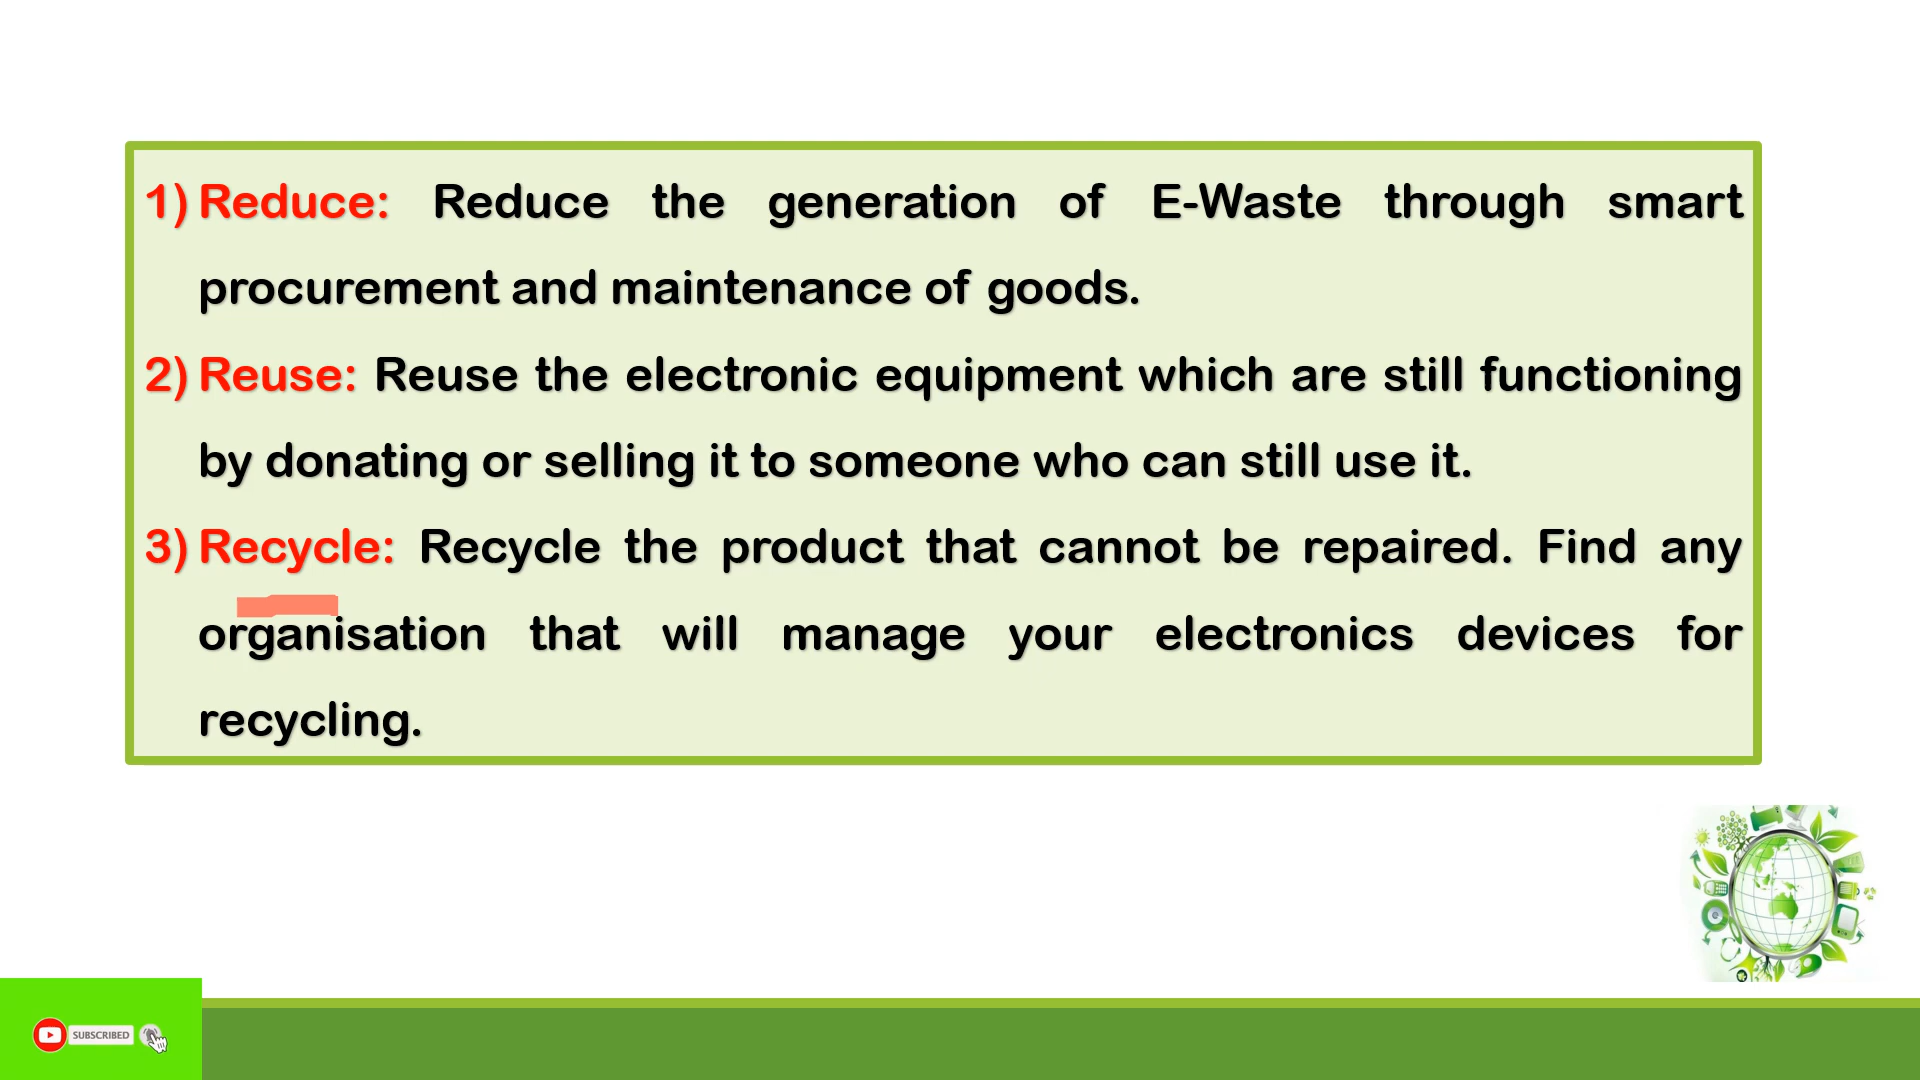 1) Reduce: Reduce the generation of E-Waste through smart
procurement and maintenance of goods.
2) Reuse: Reuse the electronic equipment which are still functioning
by donating or selling it to someone who can still use it.
3) Recycle: Recycle the product that cannot be repaired. Find any
organisation that will manage your electronics devices for
recycling.
SUBSCRIBED